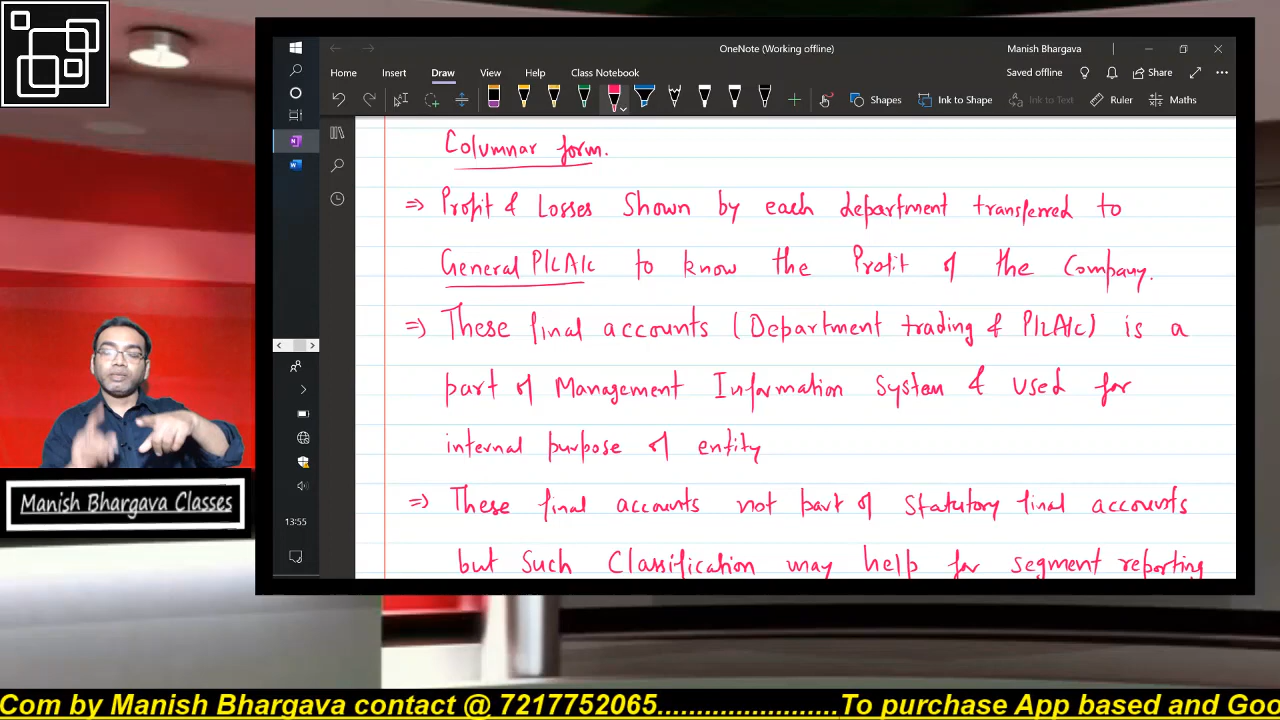 OneNote (Working offline)
Manish Bhargava
Home Insert Draw View Help Class Notebook
Saved offline
Share
Shapes
Ink to Shape
Ink to Text
Ruler
Maths
Columnar form.
⇒ Profit & Losses Shown by each department transferred to
General P|L A|c to know the Profit of the Company.
⇒ These final accounts (Department trading & P|L A|c) is a
part of Management Information System & used for
internal purpose of entity
⇒ These final accounts not part of Statutory final accounts
but Such Classification may help for segment reporting
Manish Bhargava Classes
13:55
Com by Manish Bhargava contact @ 7217752065.......................To purchase App based and Goo